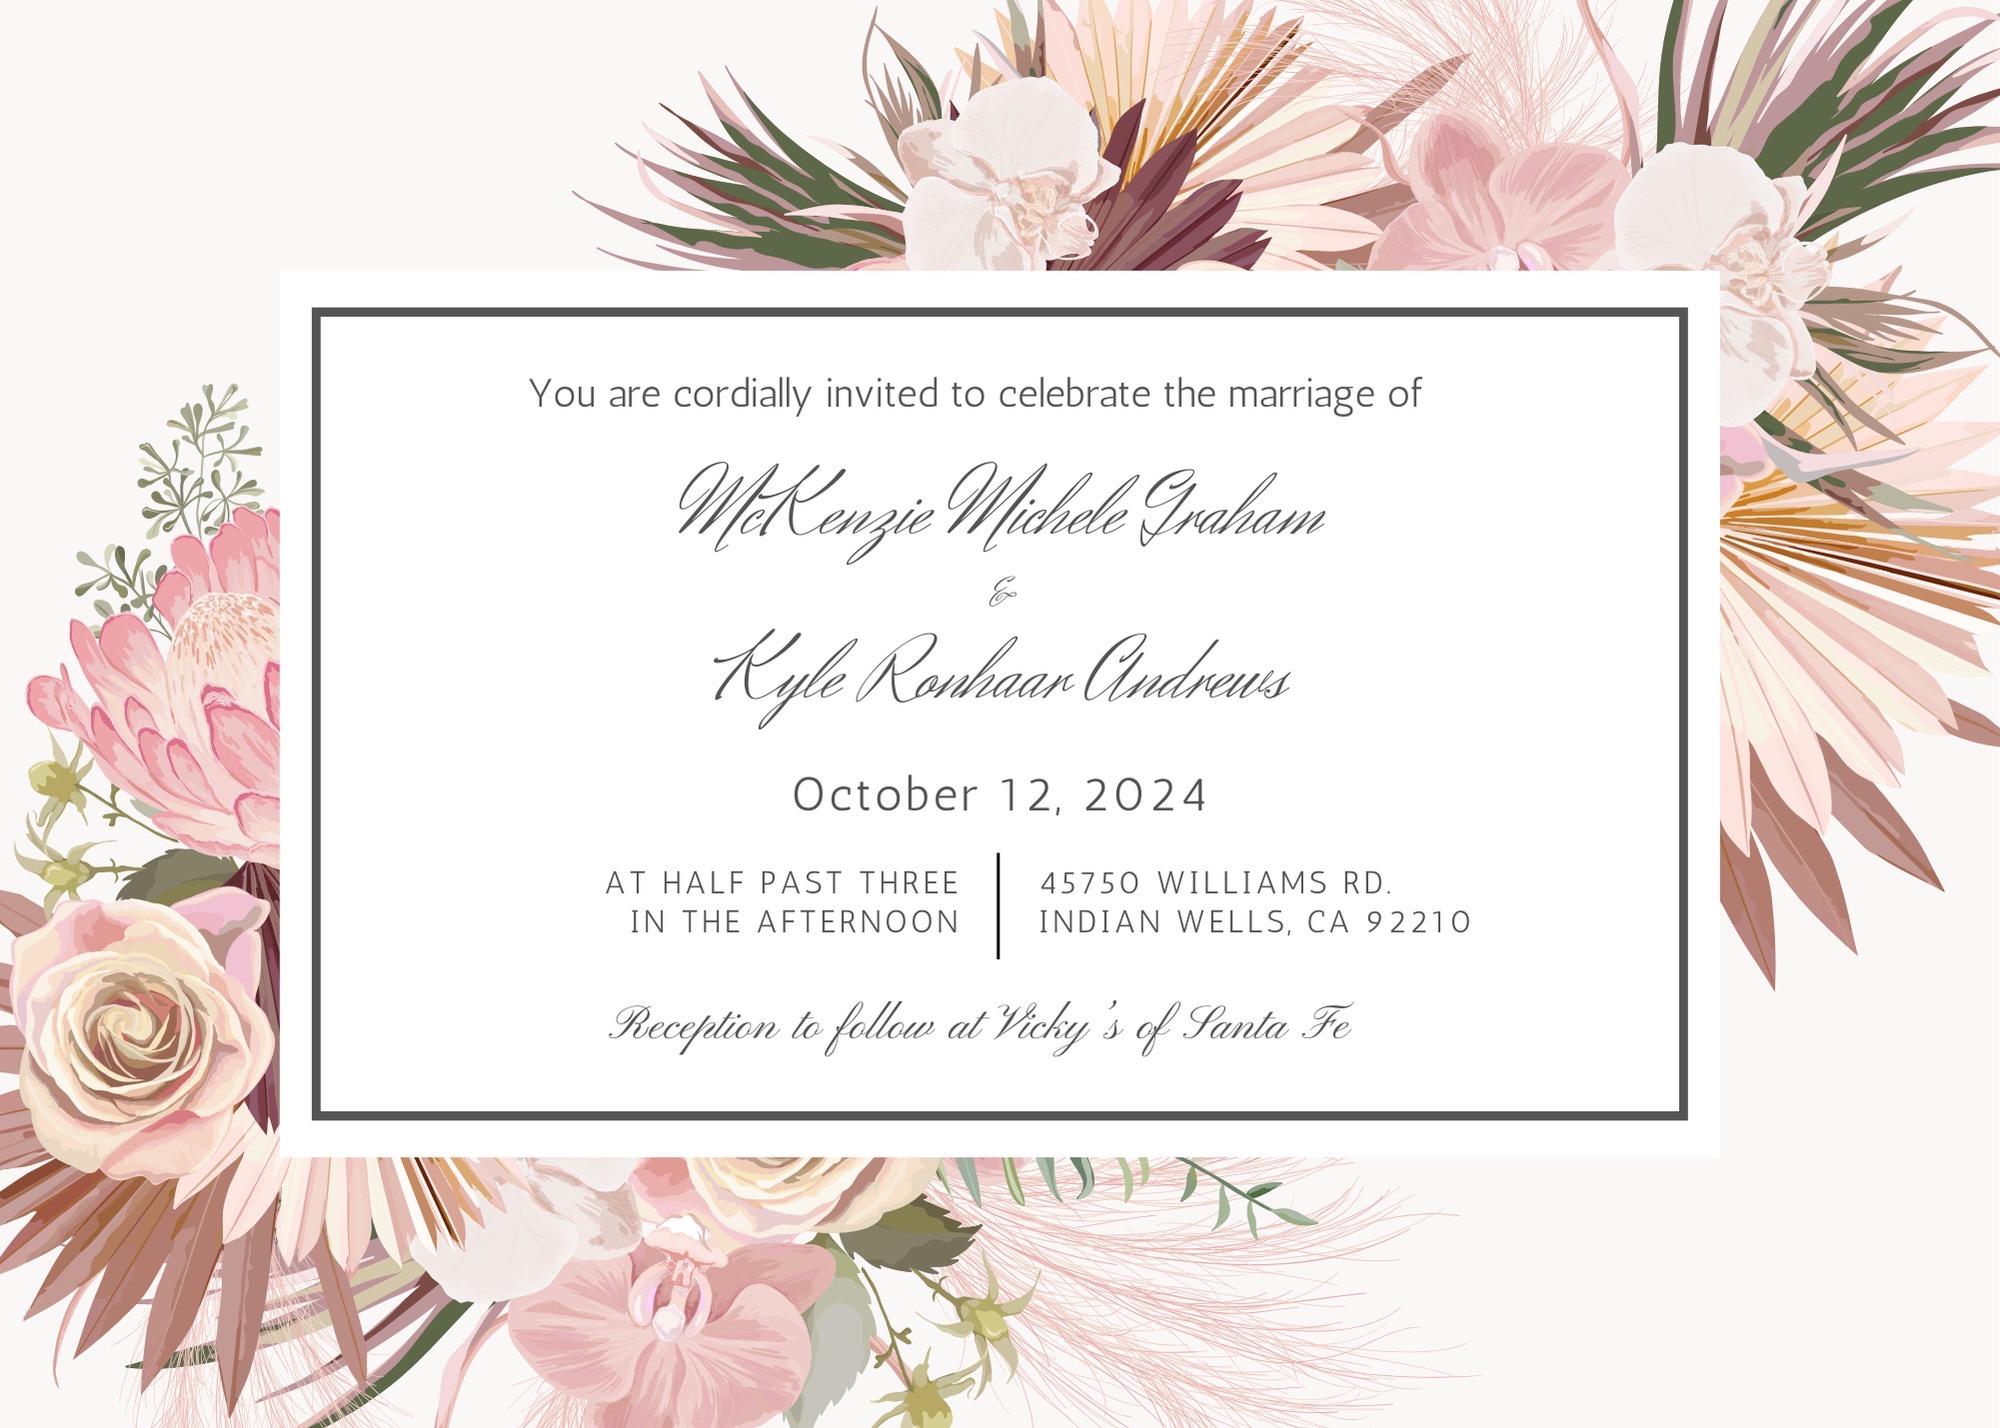 You are cordially invited to celebrate the marriage of
McKenzie Michele Graham
&
Kyle Ronhaar Andrews
October 12, 2024
AT HALF PAST THREE
IN THE AFTERNOON
45750 WILLIAMS RD.
INDIAN WELLS, CA 92210
Reception to follow at Vicky's of Santa Fe